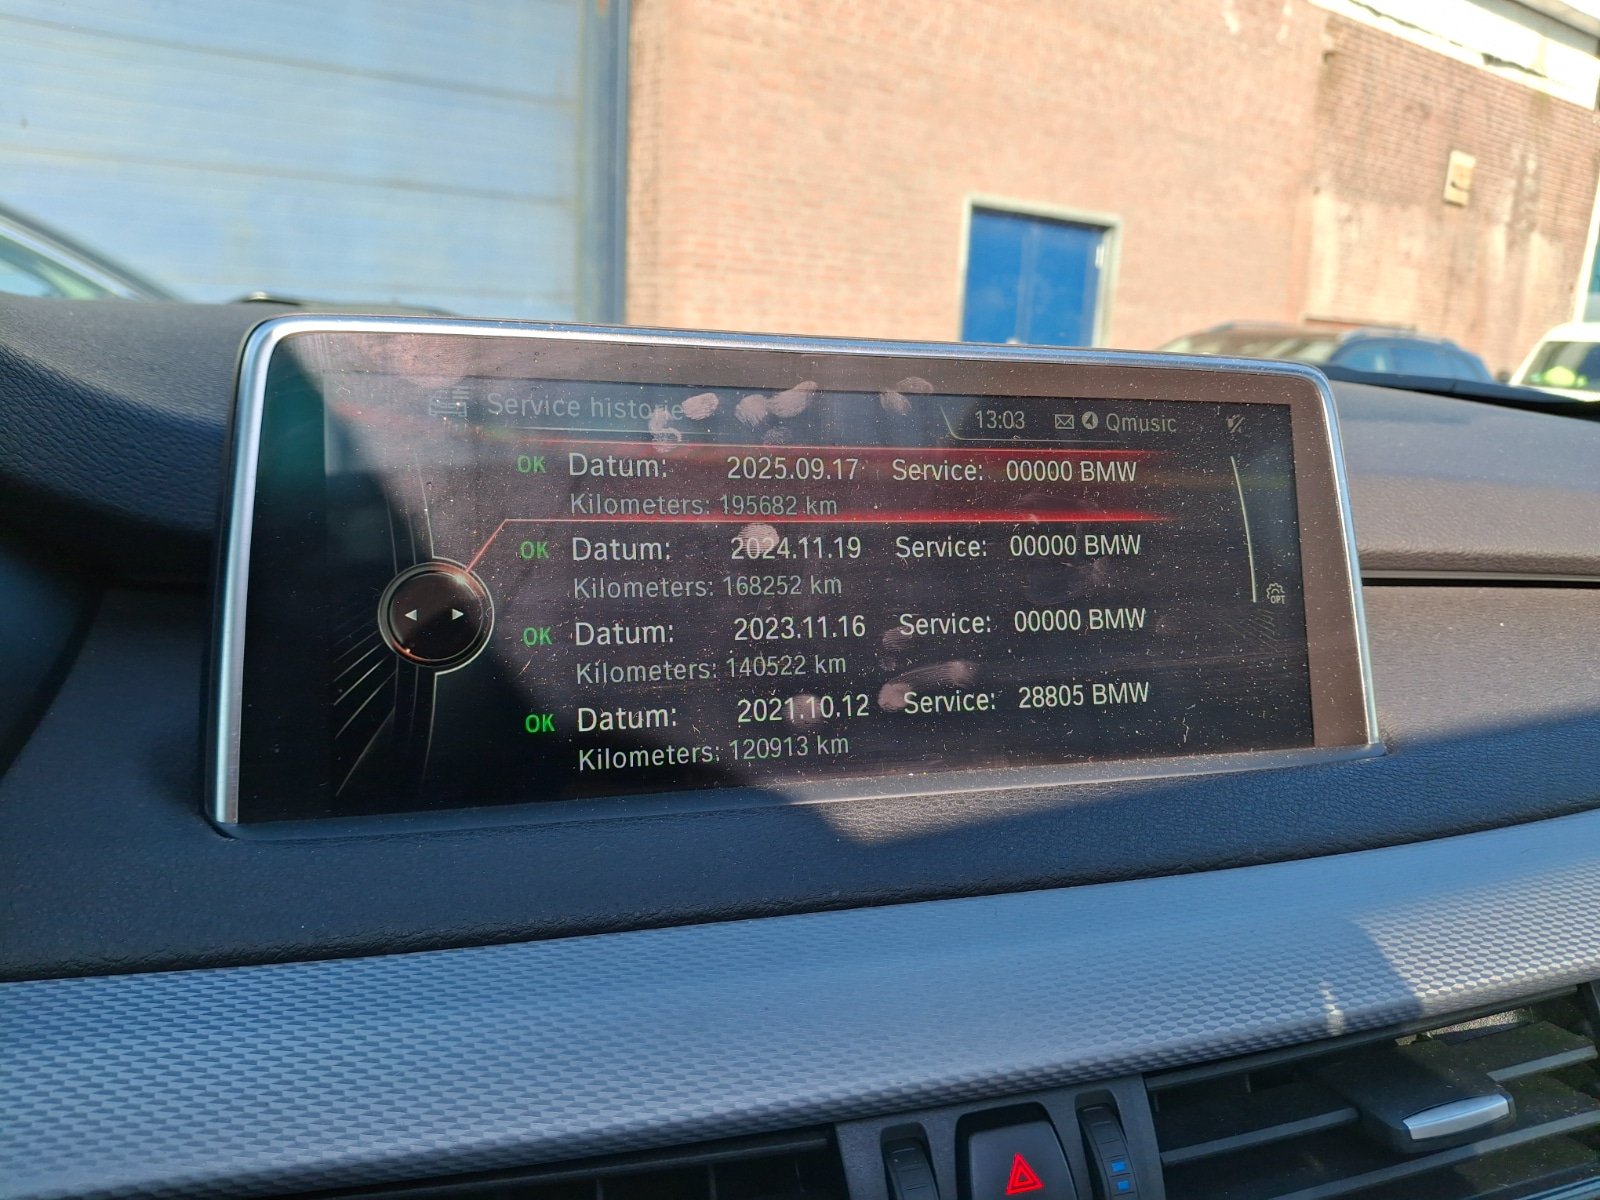 Service historie
13:03 Qmusic
OK Datum: 2025.09.17 Service: 00000 BMW
Kilometers: 195682 km
OK Datum: 2024.11.19 Service: 00000 BMW
Kilometers: 168252 km
OK Datum: 2023.11.16 Service: 00000 BMW
Kilometers: 140522 km
OPT
OK Datum: 2021.10.12 Service: 28805 BMW
Kilometers: 120913 km